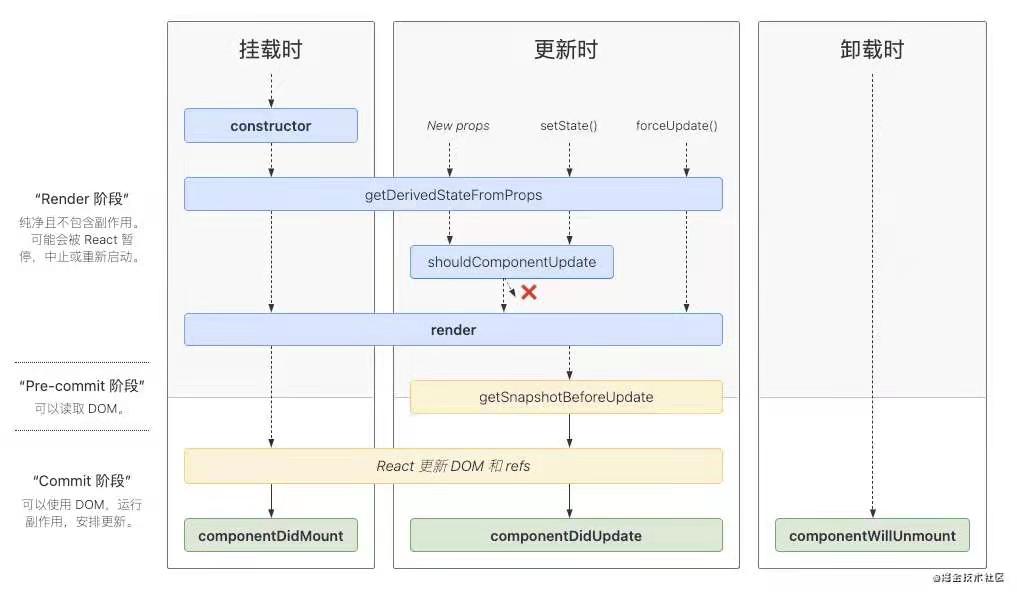 挂载时
更新时
卸载时
constructor
New props
setState()
forceUpdate()
“Render 阶段”
纯净且不包含副作用。
可能会被 React 暂
停，中止或重新启动。
getDerivedStateFromProps
shouldComponentUpdate
render
“Pre-commit 阶段”
可以读取 DOM。
getSnapshotBeforeUpdate
“Commit 阶段”
可以使用 DOM，运行
副作用，安排更新。
React 更新 DOM 和 refs
componentDidMount
componentDidUpdate
componentWillUnmount
@掘金技术社区